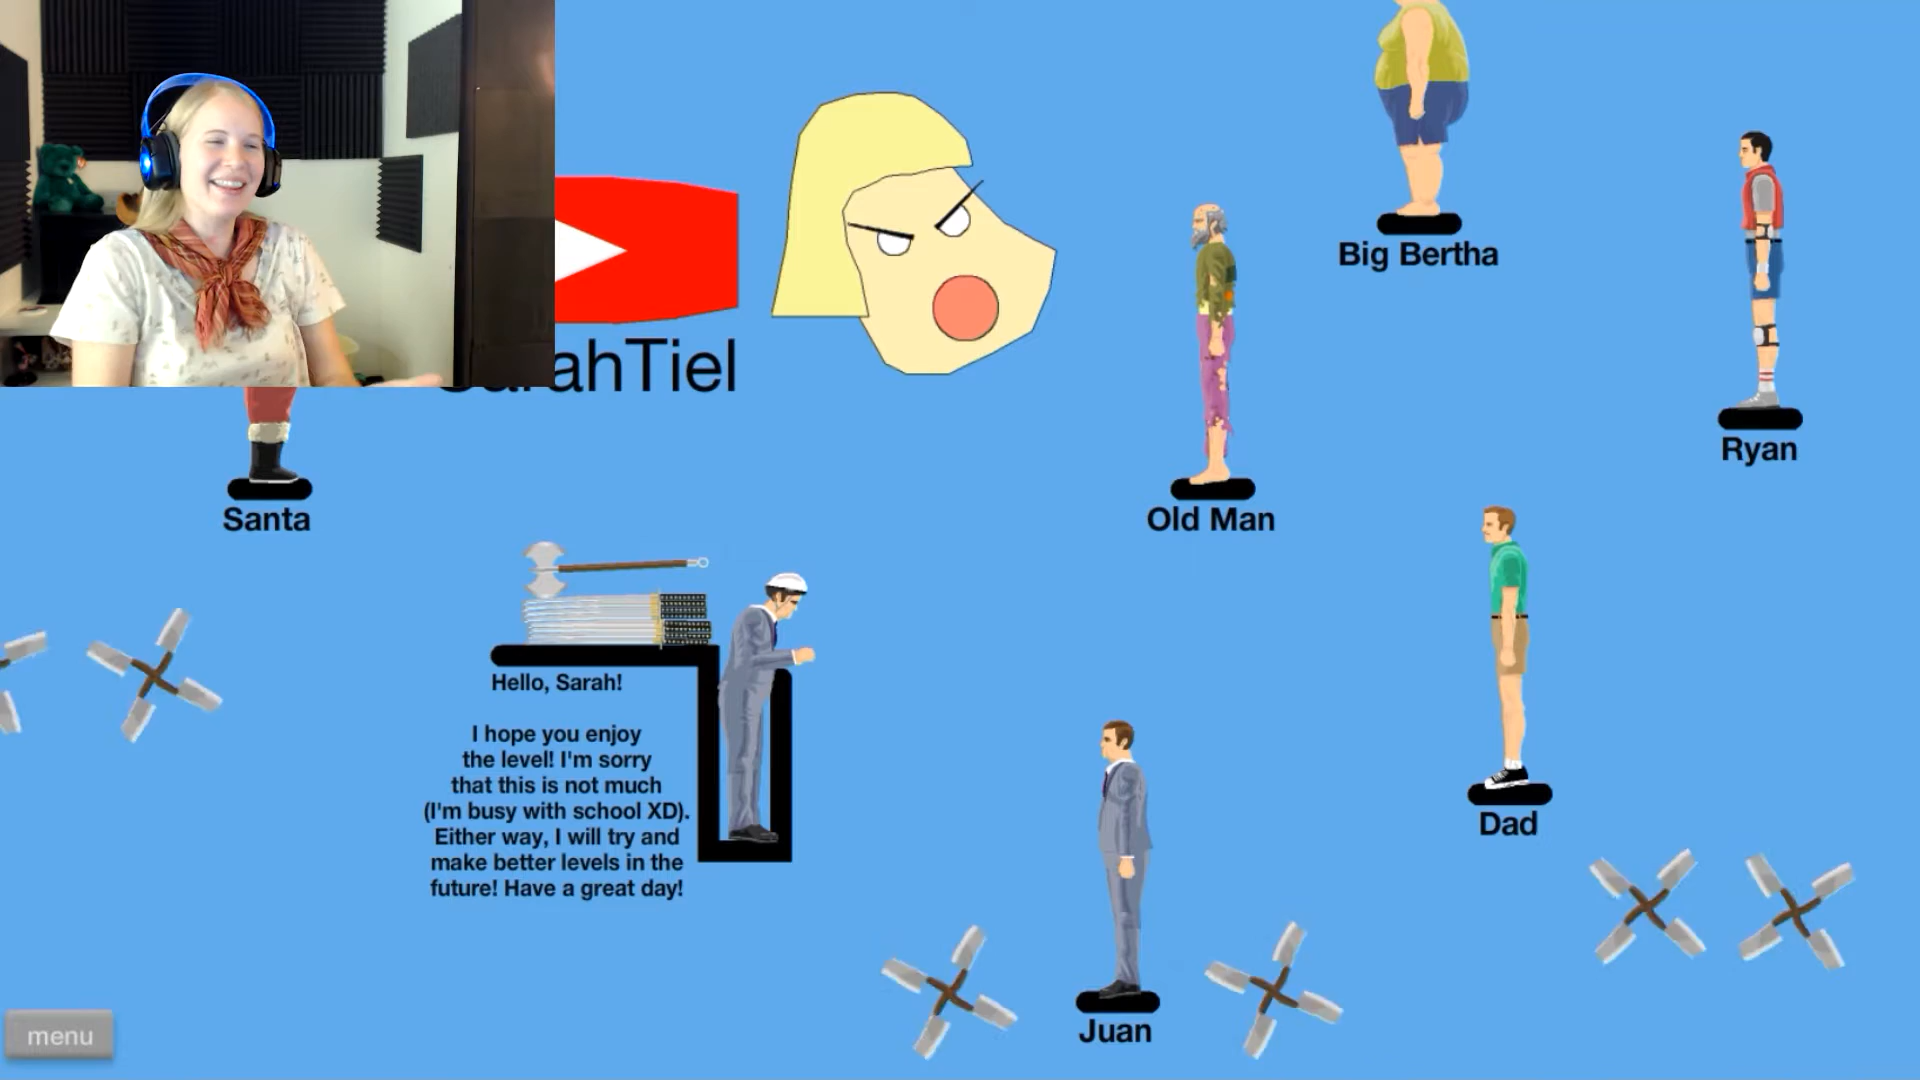 ahTiel
Big Bertha
Ryan
Santa
Old Man
Hello, Sarah!
I hope you enjoy
the level! I'm sorry
that this is not much
(I'm busy with school XD).
Either way, I will try and
make better levels in the
future! Have a great day!
Dad
Juan
menu